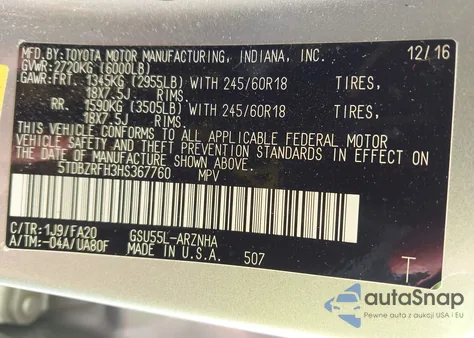 MFD. BY: TOYOTA MOTOR MANUFACTURING, INDIANA, INC. 12/16
GVWR: 2720KG (6000LB)
GAWR: FRT. 1345KG (2955LB) WITH 245/60R18 TIRES,
18X7.5J RIMS.
RR. 1590KG (3505LB) WITH 245/60R18 TIRES,
18X7.5J RIMS.
THIS VEHICLE CONFORMS TO ALL APPLICABLE FEDERAL MOTOR
VEHICLE SAFETY AND THEFT PREVENTION STANDARDS IN EFFECT ON
THE DATE OF MANUFACTURE SHOWN ABOVE.
5TDBZRFH3HS367760 MPV
C/TR: 1J9/FA20 GSU55L-ARZNHA
A/TM: -04A/UA80F MADE IN U.S.A. 507
T
autoSnap
Pewne auta z aukcji USA i EU